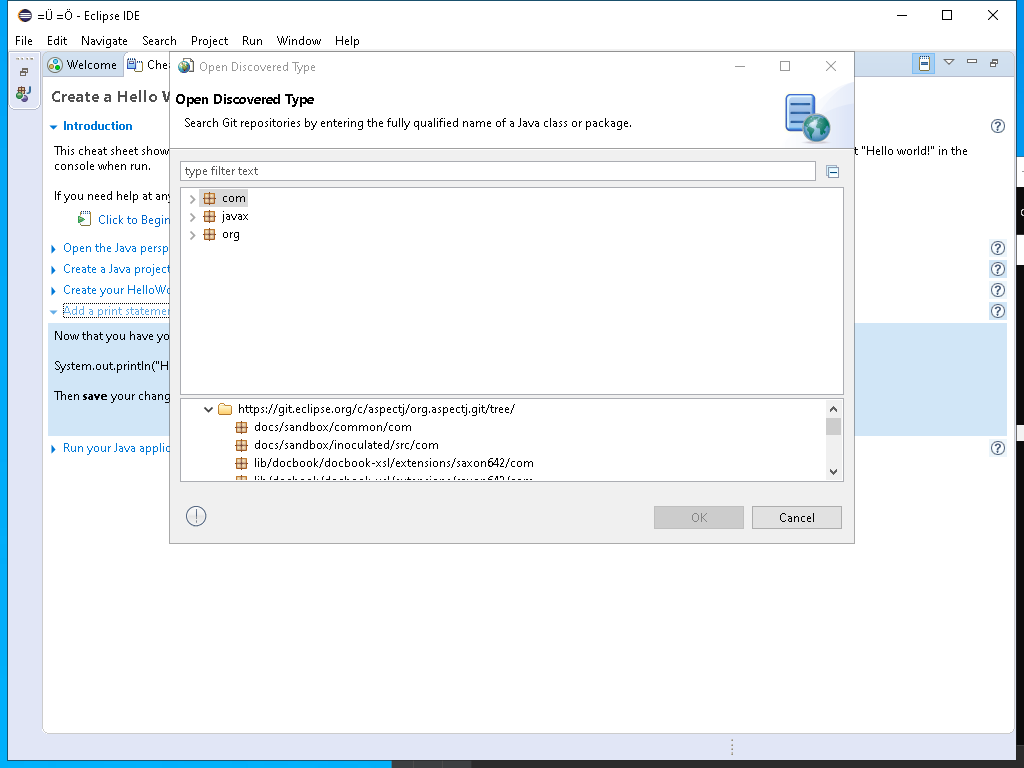 =Ü =Ö - Eclipse IDE
File Edit Navigate Search Project Run Window Help
Welcome
Open Discovered Type
Create a Hello
Open Discovered Type
Search Git repositories by entering the fully qualified name of a Java class or package.
Introduction
This cheat sheet show
"Hello world!" in the
console when run.
type filter text
If you need help at any
com
Click to Begin
javax
org
Open the Java persp
Create a Java project
Create your HelloWo
Add a print statemen
Now that you have yo
System.out.println("H
Then save your chang
https://git.eclipse.org/c/aspectj/org.aspectj.git/tree/
docs/sandbox/common/com
docs/sandbox/inoculated/src/com
Run your Java applic
lib/docbook/docbook-xsl/extensions/saxon642/com
OK Cancel